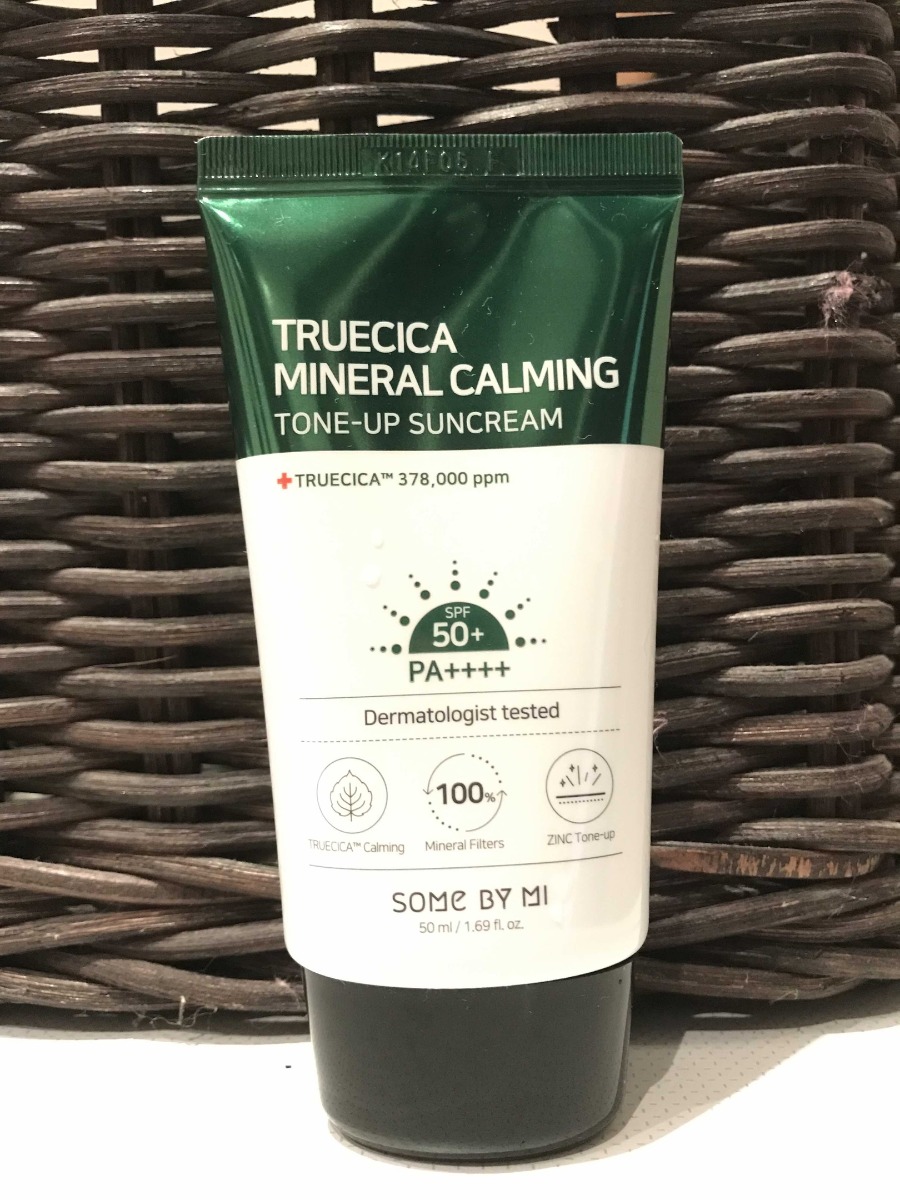 TRUECICA
MINERAL CALMING
TONE-UP SUNCREAM
TRUECICA™ 378,000 ppm
SPF
50+
PA++++
Dermatologist tested
100%
TRUECICA™ Calming
Mineral Filters
ZINC Tone-up
SOME BY MI
50 ml / 1.69 fl. oz.